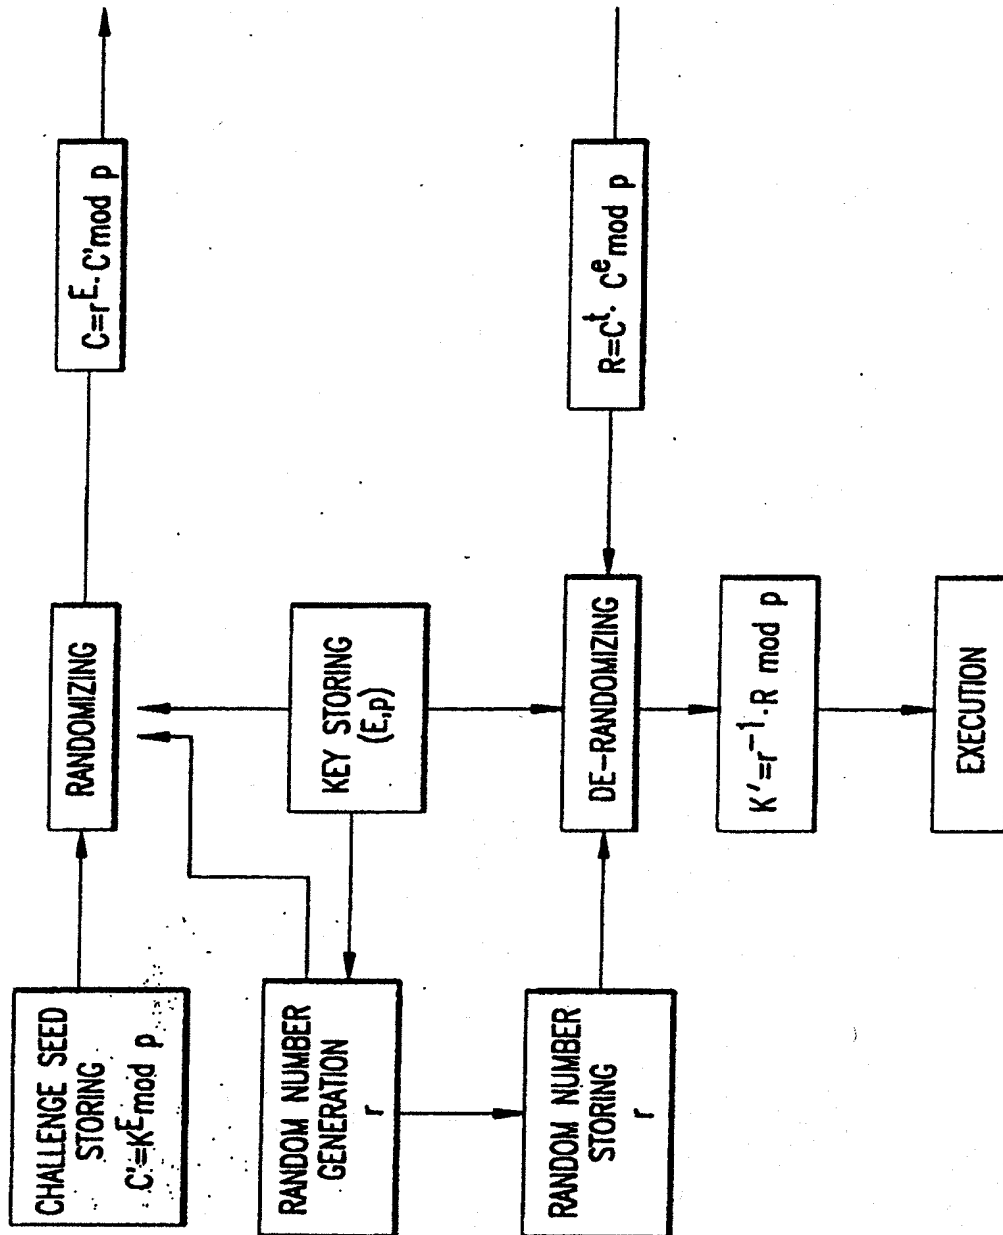 CHALLENGE SEED
STORING
C'=K^E mod p
RANDOMIZING
C=r^E·C' mod p
RANDOM NUMBER
GENERATION
r
KEY STORING
(E,p)
RANDOM NUMBER
STORING
r
DE-RANDOMIZING
R=C^t·C^e mod p
K'=r^-1·R mod p
EXECUTION